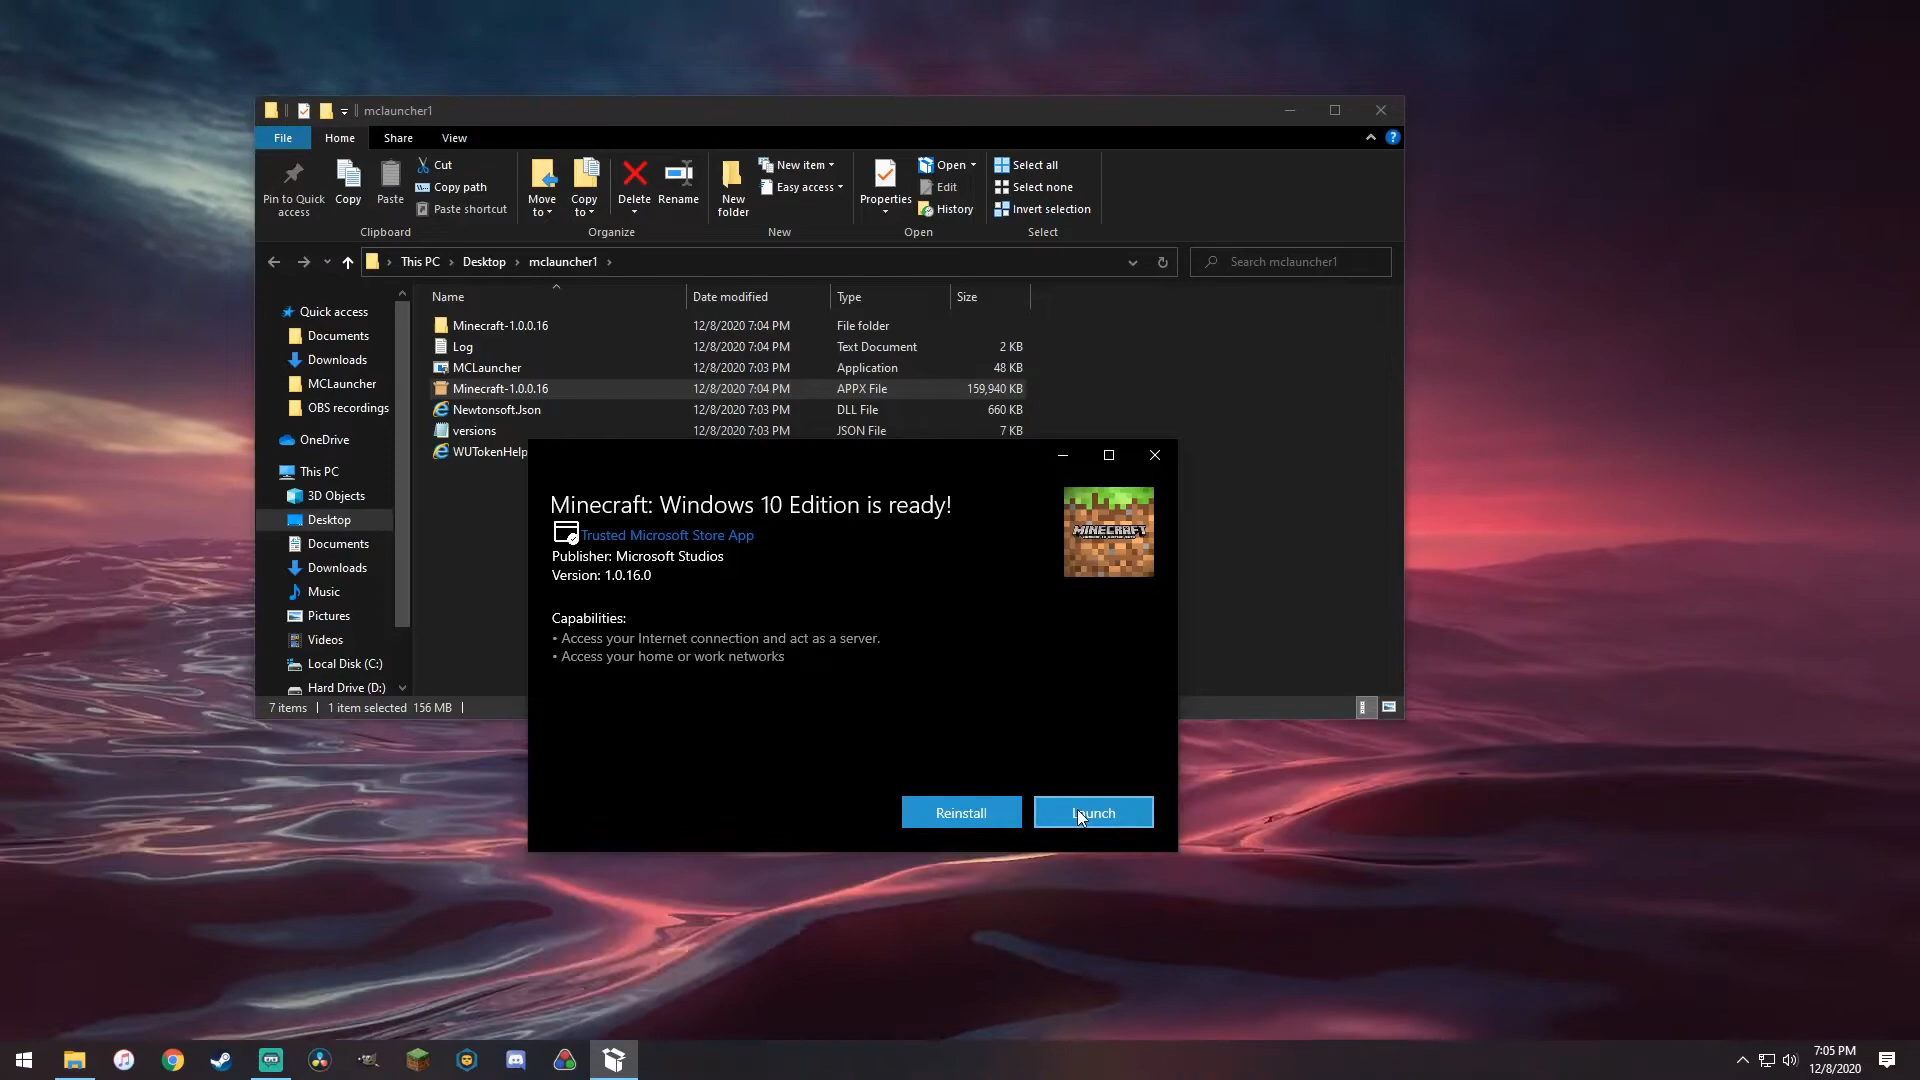 mclauncher1
File Home Share View
Pin to Quick access
Copy
Paste
Cut
Copy path
Paste shortcut
Clipboard
Move to
Copy to
Delete
Rename
Organize
New folder
New item
Easy access
New
Properties
Open
Edit
History
Open
Select all
Select none
Invert selection
Select
This PC > Desktop > mclauncher1 >
Search mclauncher1
Quick access
Documents
Downloads
MCLauncher
OBS recordings
OneDrive
This PC
3D Objects
Desktop
Documents
Downloads
Music
Pictures
Videos
Local Disk (C:)
Hard Drive (D:)
Name Date modified Type Size
Minecraft-1.0.0.16 12/8/2020 7:04 PM File folder
Log 12/8/2020 7:04 PM Text Document 2 KB
MCLauncher 12/8/2020 7:03 PM Application 48 KB
Minecraft-1.0.0.16 12/8/2020 7:04 PM APPX File 159,940 KB
Newtonsoft.Json 12/8/2020 7:03 PM DLL File 660 KB
versions 12/8/2020 7:03 PM JSON File 7 KB
WUTokenHelp
7 items 1 item selected 156 MB
Minecraft: Windows 10 Edition is ready!
Trusted Microsoft Store App
Publisher: Microsoft Studios
Version: 1.0.16.0
MINECRAFT
Capabilities:
• Access your Internet connection and act as a server.
• Access your home or work networks
Reinstall
Launch
7:05 PM
12/8/2020